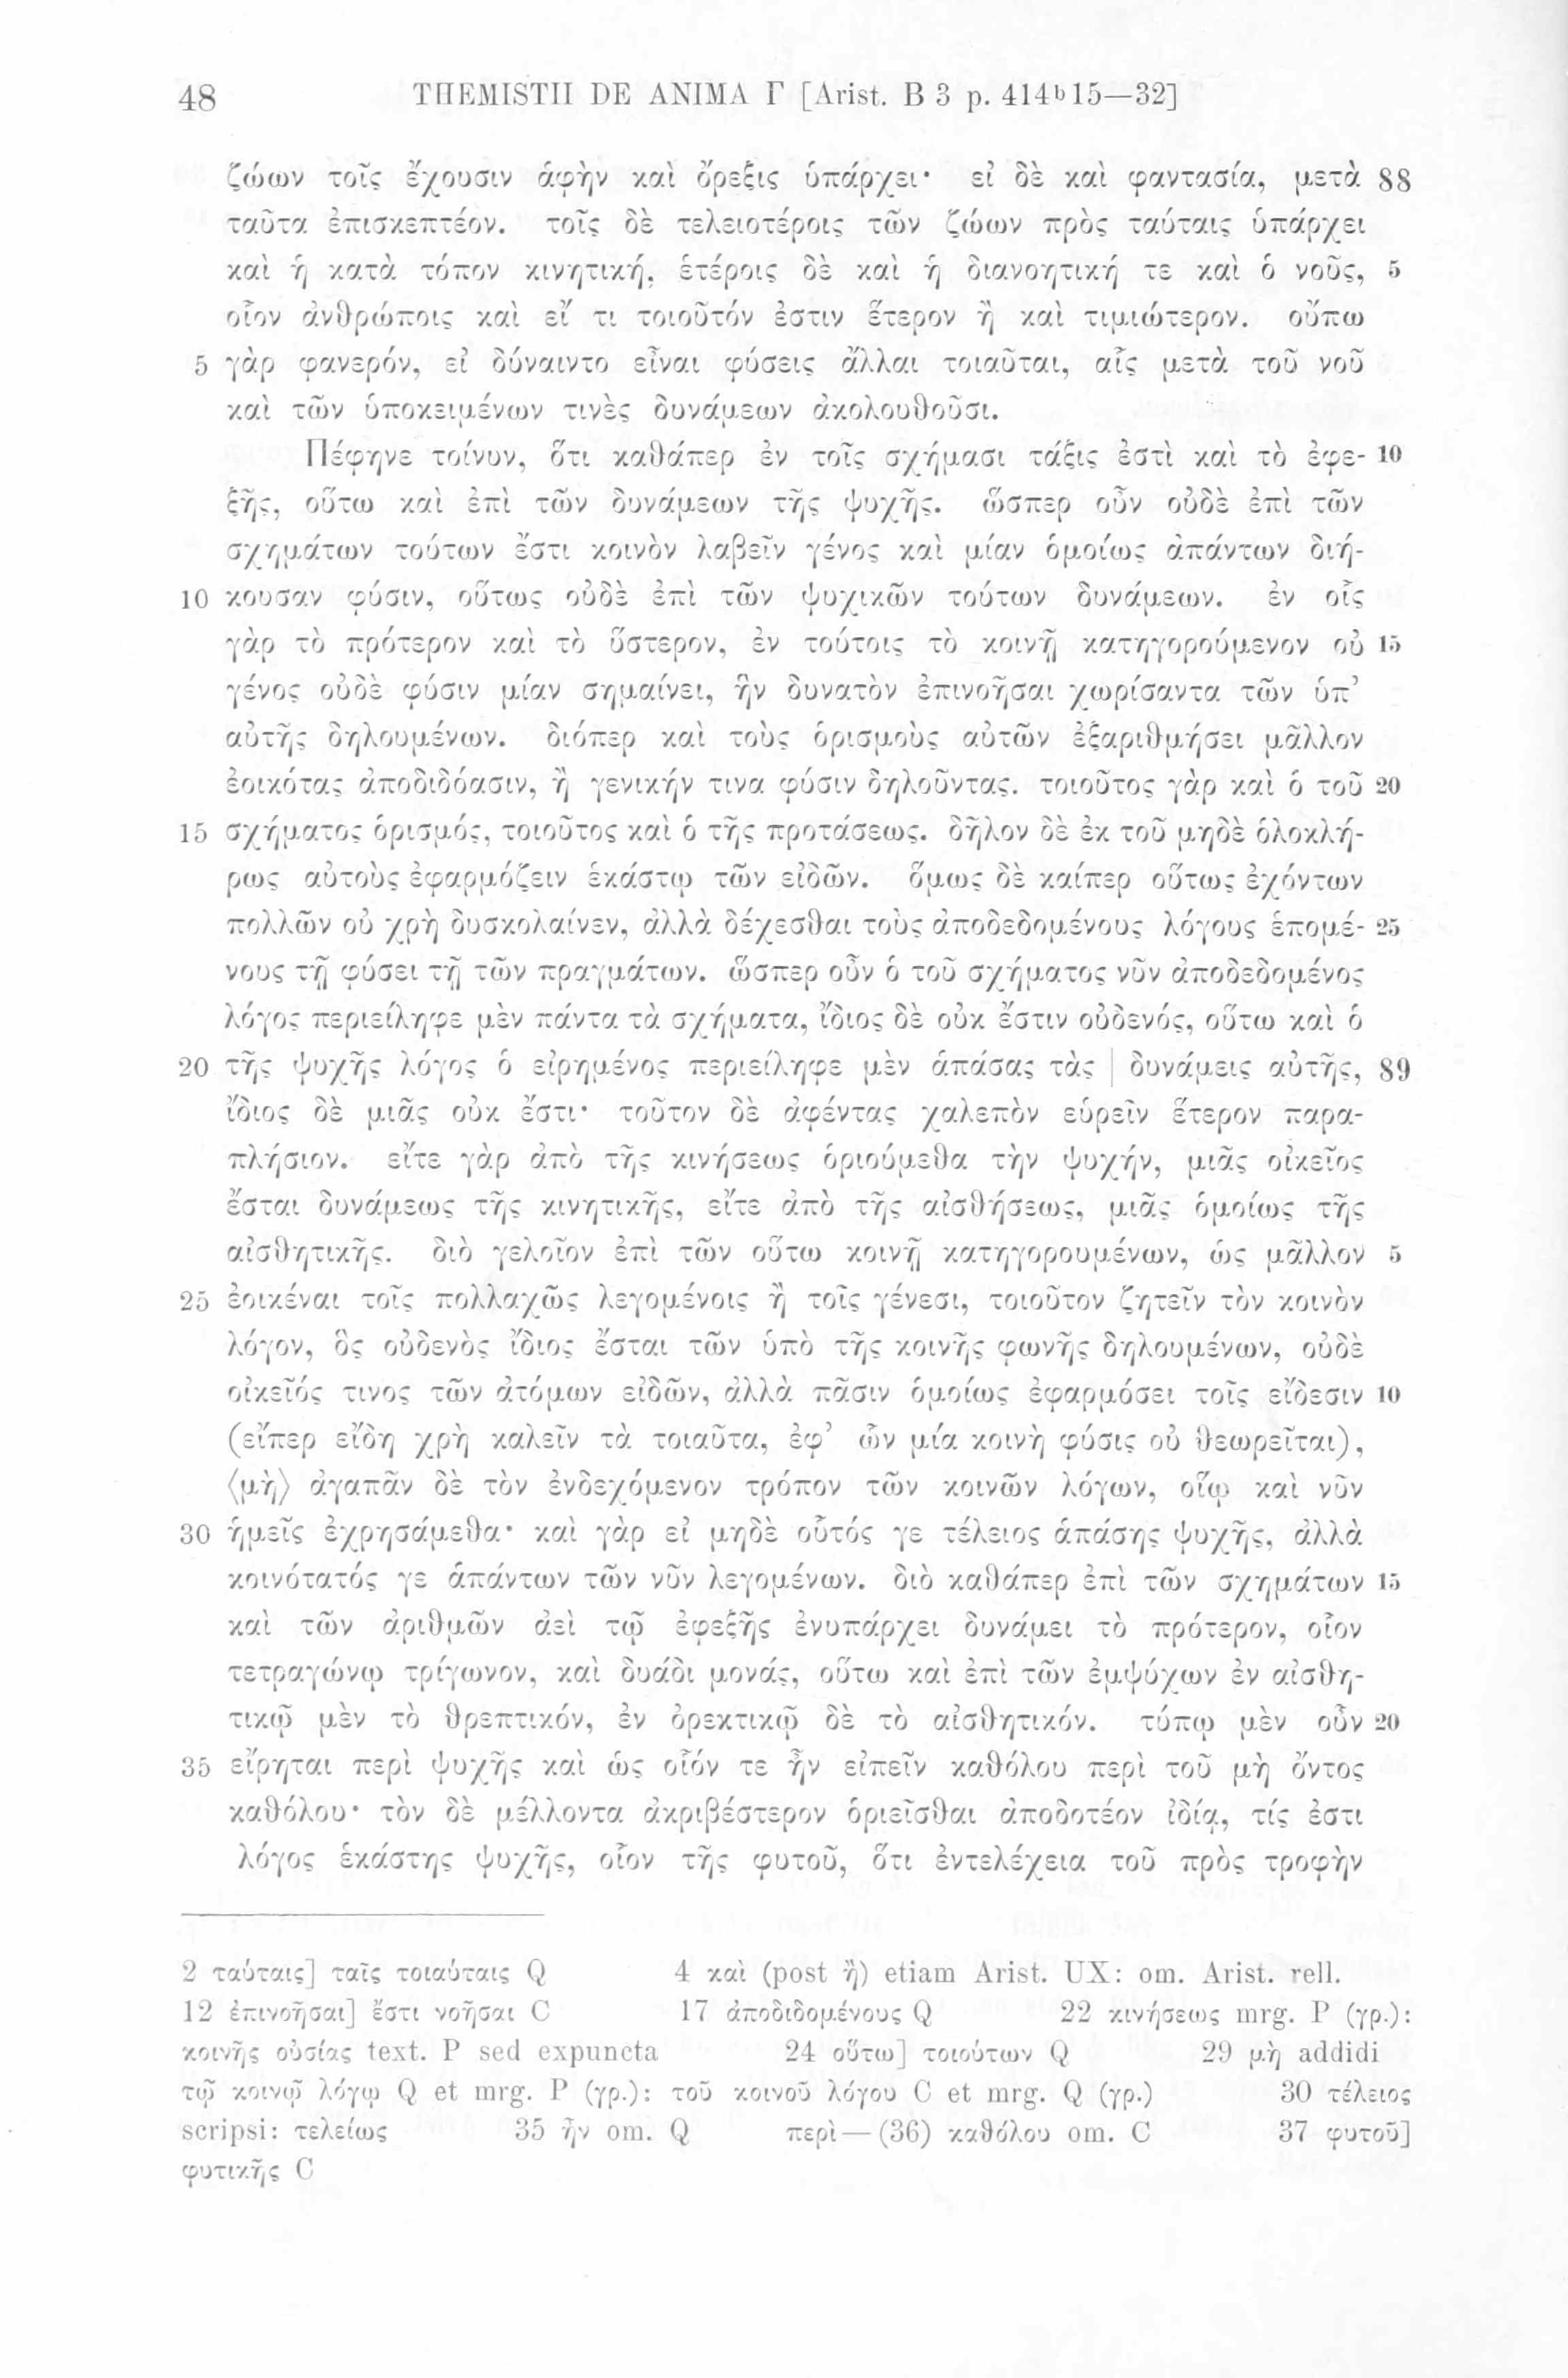 48 THEMISTII DE ANIMA Γ [Arist. B 3 p. 414ᵇ15—32]
ζώων τοῖς ἔχουσιν ἁφὴν καὶ ὄρεξις ὑπάρχει· εἰ δὲ καὶ φαντασία, μετὰ 88
ταῦτα ἐπισκεπτέον. τοῖς δὲ τελειοτέροις τῶν ζώων πρὸς ταύταις ὑπάρχει
καὶ ἡ κατὰ τόπον κινητική, ἑτέροις δὲ καὶ ἡ διανοητική τε καὶ ὁ νοῦς, 5
οἷον ἀνθρώποις καὶ εἴ τι τοιοῦτόν ἐστιν ἕτερον ἢ καὶ τιμιώτερον. οὔπω
5 γὰρ φανερόν, εἰ δύναιντο εἶναι φύσεις ἄλλαι τοιαῦται, αἷς μετὰ τοῦ νοῦ
καὶ τῶν ὑποκειμένων τινὲς δυνάμεων ἀκολουθοῦσι.
Πέφηνε τοίνυν, ὅτι καθάπερ ἐν τοῖς σχήμασι τάξις ἐστὶ καὶ τὸ ἐφε- 10
ξῆς, οὕτω καὶ ἐπὶ τῶν δυνάμεων τῆς ψυχῆς. ὥσπερ οὖν οὐδὲ ἐπὶ τῶν
σχημάτων τούτων ἔστι κοινὸν λαβεῖν γένος καὶ μίαν ὁμοίως ἁπάντων διή-
10 κουσαν φύσιν, οὕτως οὐδὲ ἐπὶ τῶν ψυχικῶν τούτων δυνάμεων. ἐν οἷς
γὰρ τὸ πρότερον καὶ τὸ ὕστερον, ἐν τούτοις τὸ κοινῇ κατηγορούμενον οὐ 15
γένος οὐδὲ φύσιν μίαν σημαίνει, ἣν δυνατὸν ἐπινοῆσαι χωρίσαντα τῶν ὑπ’
αὐτῆς δηλουμένων. διόπερ καὶ τοὺς ὁρισμοὺς αὐτῶν ἐξαριθμήσει μᾶλλον
ἐοικότας ἀποδιδόασιν, ἢ γενικήν τινα φύσιν δηλοῦντας. τοιοῦτος γὰρ καὶ ὁ τοῦ 20
15 σχήματος ὁρισμός, τοιοῦτος καὶ ὁ τῆς προτάσεως. δῆλον δὲ ἐκ τοῦ μηδὲ ὁλοκλή-
ρως αὐτοὺς ἐφαρμόζειν ἑκάστῳ τῶν εἰδῶν. ὅμως δὲ καίπερ οὕτως ἐχόντων
πολλῶν οὐ χρὴ δυσκολαίνεν, ἀλλὰ δέχεσθαι τοὺς ἀποδεδομένους λόγους ἑπομέ- 25
νους τῇ φύσει τῇ τῶν πραγμάτων. ὥσπερ οὖν ὁ τοῦ σχήματος νῦν ἀποδεδομένος
λόγος περιείληφε μὲν πάντα τὰ σχήματα, ἴδιος δὲ οὐκ ἔστιν οὐδενός, οὕτω καὶ ὁ
20 τῆς ψυχῆς λόγος ὁ εἰρημένος περιείληφε μὲν ἁπάσας τὰς | δυνάμεις αὐτῆς, 89
ἴδιος δὲ μιᾶς οὐκ ἔστι· τοῦτον δὲ ἀφέντας χαλεπὸν εὑρεῖν ἕτερον παρα-
πλήσιον. εἴτε γὰρ ἀπὸ τῆς κινήσεως ὁριούμεθα τὴν ψυχήν, μιᾶς οἰκεῖος
ἔσται δυνάμεως τῆς κινητικῆς, εἴτε ἀπὸ τῆς αἰσθήσεως, μιᾶς ὁμοίως τῆς
αἰσθητικῆς. διὸ γελοῖον ἐπὶ τῶν οὕτω κοινῇ κατηγορουμένων, ὡς μᾶλλον 5
25 ἐοικέναι τοῖς πολλαχῶς λεγομένοις ἢ τοῖς γένεσι, τοιοῦτον ζητεῖν τὸν κοινὸν
λόγον, ὃς οὐδενὸς ἴδιος ἔσται τῶν ὑπὸ τῆς κοινῆς φωνῆς δηλουμένων, οὐδὲ
οἰκεῖός τινος τῶν ἀτόμων εἰδῶν, ἀλλὰ πᾶσιν ὁμοίως ἐφαρμόσει τοῖς εἴδεσιν 10
(εἴπερ εἴδη χρὴ καλεῖν τὰ τοιαῦτα, ἐφ’ ὧν μία κοινὴ φύσις οὐ θεωρεῖται),
⟨μὴ⟩ ἀγαπᾶν δὲ τὸν ἐνδεχόμενον τρόπον τῶν κοινῶν λόγων, οἵῳ καὶ νῦν
30 ἡμεῖς ἐχρησάμεθα· καὶ γὰρ εἰ μηδὲ οὗτός γε τέλειος ἁπάσης ψυχῆς, ἀλλὰ
κοινότατός γε ἁπάντων τῶν νῦν λεγομένων. διὸ καθάπερ ἐπὶ τῶν σχημάτων 15
καὶ τῶν ἀριθμῶν ἀεὶ τῷ ἐφεξῆς ἐνυπάρχει δυνάμει τὸ πρότερον, οἷον
τετραγώνῳ τρίγωνον, καὶ δυάδι μονάς, οὕτω καὶ ἐπὶ τῶν ἐμψύχων ἐν αἰσθη-
τικῷ μὲν τὸ θρεπτικόν, ἐν ὀρεκτικῷ δὲ τὸ αἰσθητικόν. τύπῳ μὲν οὖν 20
35 εἴρηται περὶ ψυχῆς καὶ ὡς οἷόν τε ἦν εἰπεῖν καθόλου περὶ τοῦ μὴ ὄντος
καθόλου· τὸν δὲ μέλλοντα ἀκριβέστερον ὁριεῖσθαι ἀποδοτέον ἰδίᾳ, τίς ἐστι
λόγος ἑκάστης ψυχῆς, οἷον τῆς φυτοῦ, ὅτι ἐντελέχεια τοῦ πρὸς τροφὴν
2 ταύταις] ταῖς τοιαύταις Q 4 καὶ (post ἢ) etiam Arist. UX: om. Arist. rell.
12 ἐπινοῆσαι] ἔστι νοῆσαι C 17 ἀποδιδομένους Q 22 κινήσεως mrg. P (γρ.):
κοινῆς οὐσίας text. P sed expuncta 24 οὕτω] τοιούτων Q 29 μὴ addidi
τῷ κοινῷ λόγῳ Q et mrg. P (γρ.): τοῦ κοινοῦ λόγου C et mrg. Q (γρ.) 30 τέλειος
scripsi: τελείως 35 ἦν om. Q περὶ—(36) καθόλου om. C 37 φυτοῦ]
φυτικῆς C